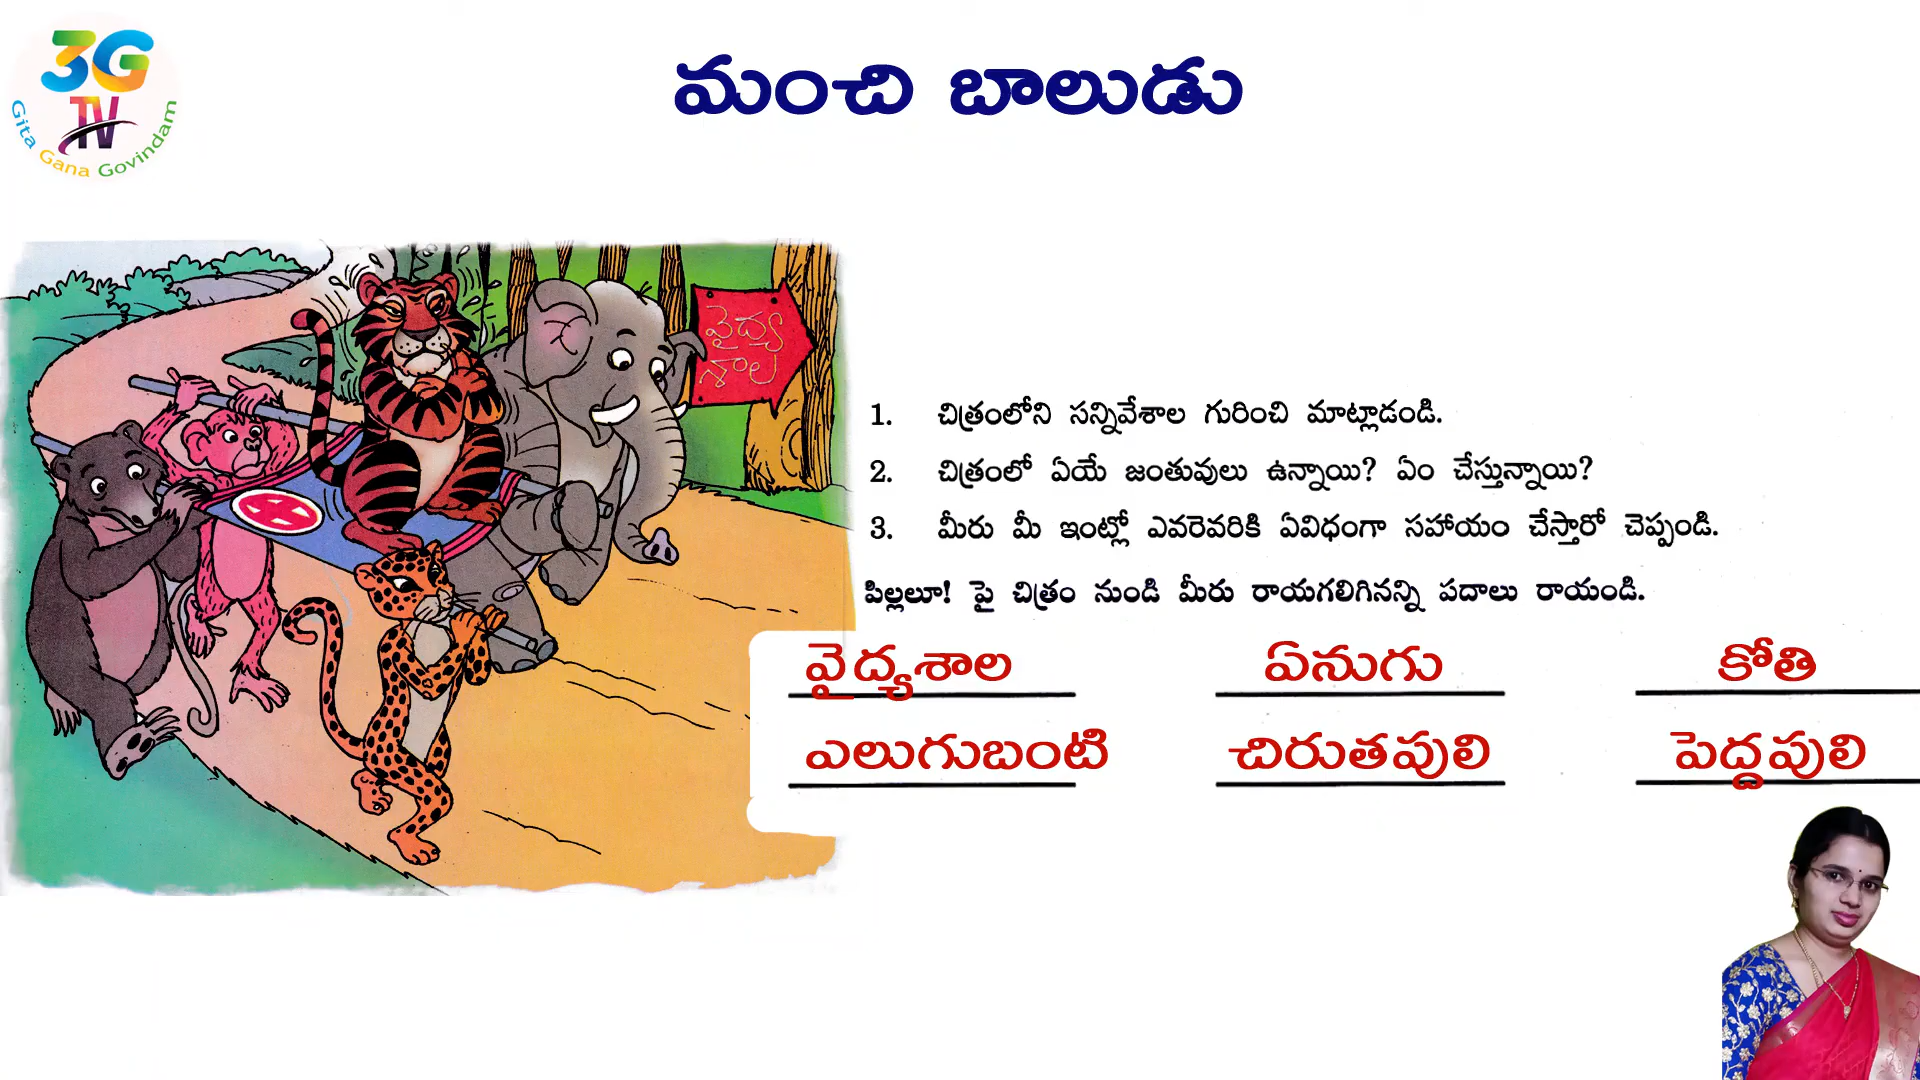 3G
TV
Gita Gana Govindam
మంచి బాలుడు
వైద్య
శాల
1. చిత్రంలోని సన్నివేశాల గురించి మాట్లాడండి.
2. చిత్రంలో ఏయే జంతువులు ఉన్నాయి? ఏం చేస్తున్నాయి?
3. మీరు మీ ఇంట్లో ఎవరెవరికి ఏవిధంగా సహాయం చేస్తారో చెప్పండి.
పిల్లలూ! పై చిత్రం నుండి మీరు రాయగలిగినన్ని పదాలు రాయండి.
వైద్యశాల ఏనుగు కోతి
ఎలుగుబంటి చిరుతపులి పెద్దపులి